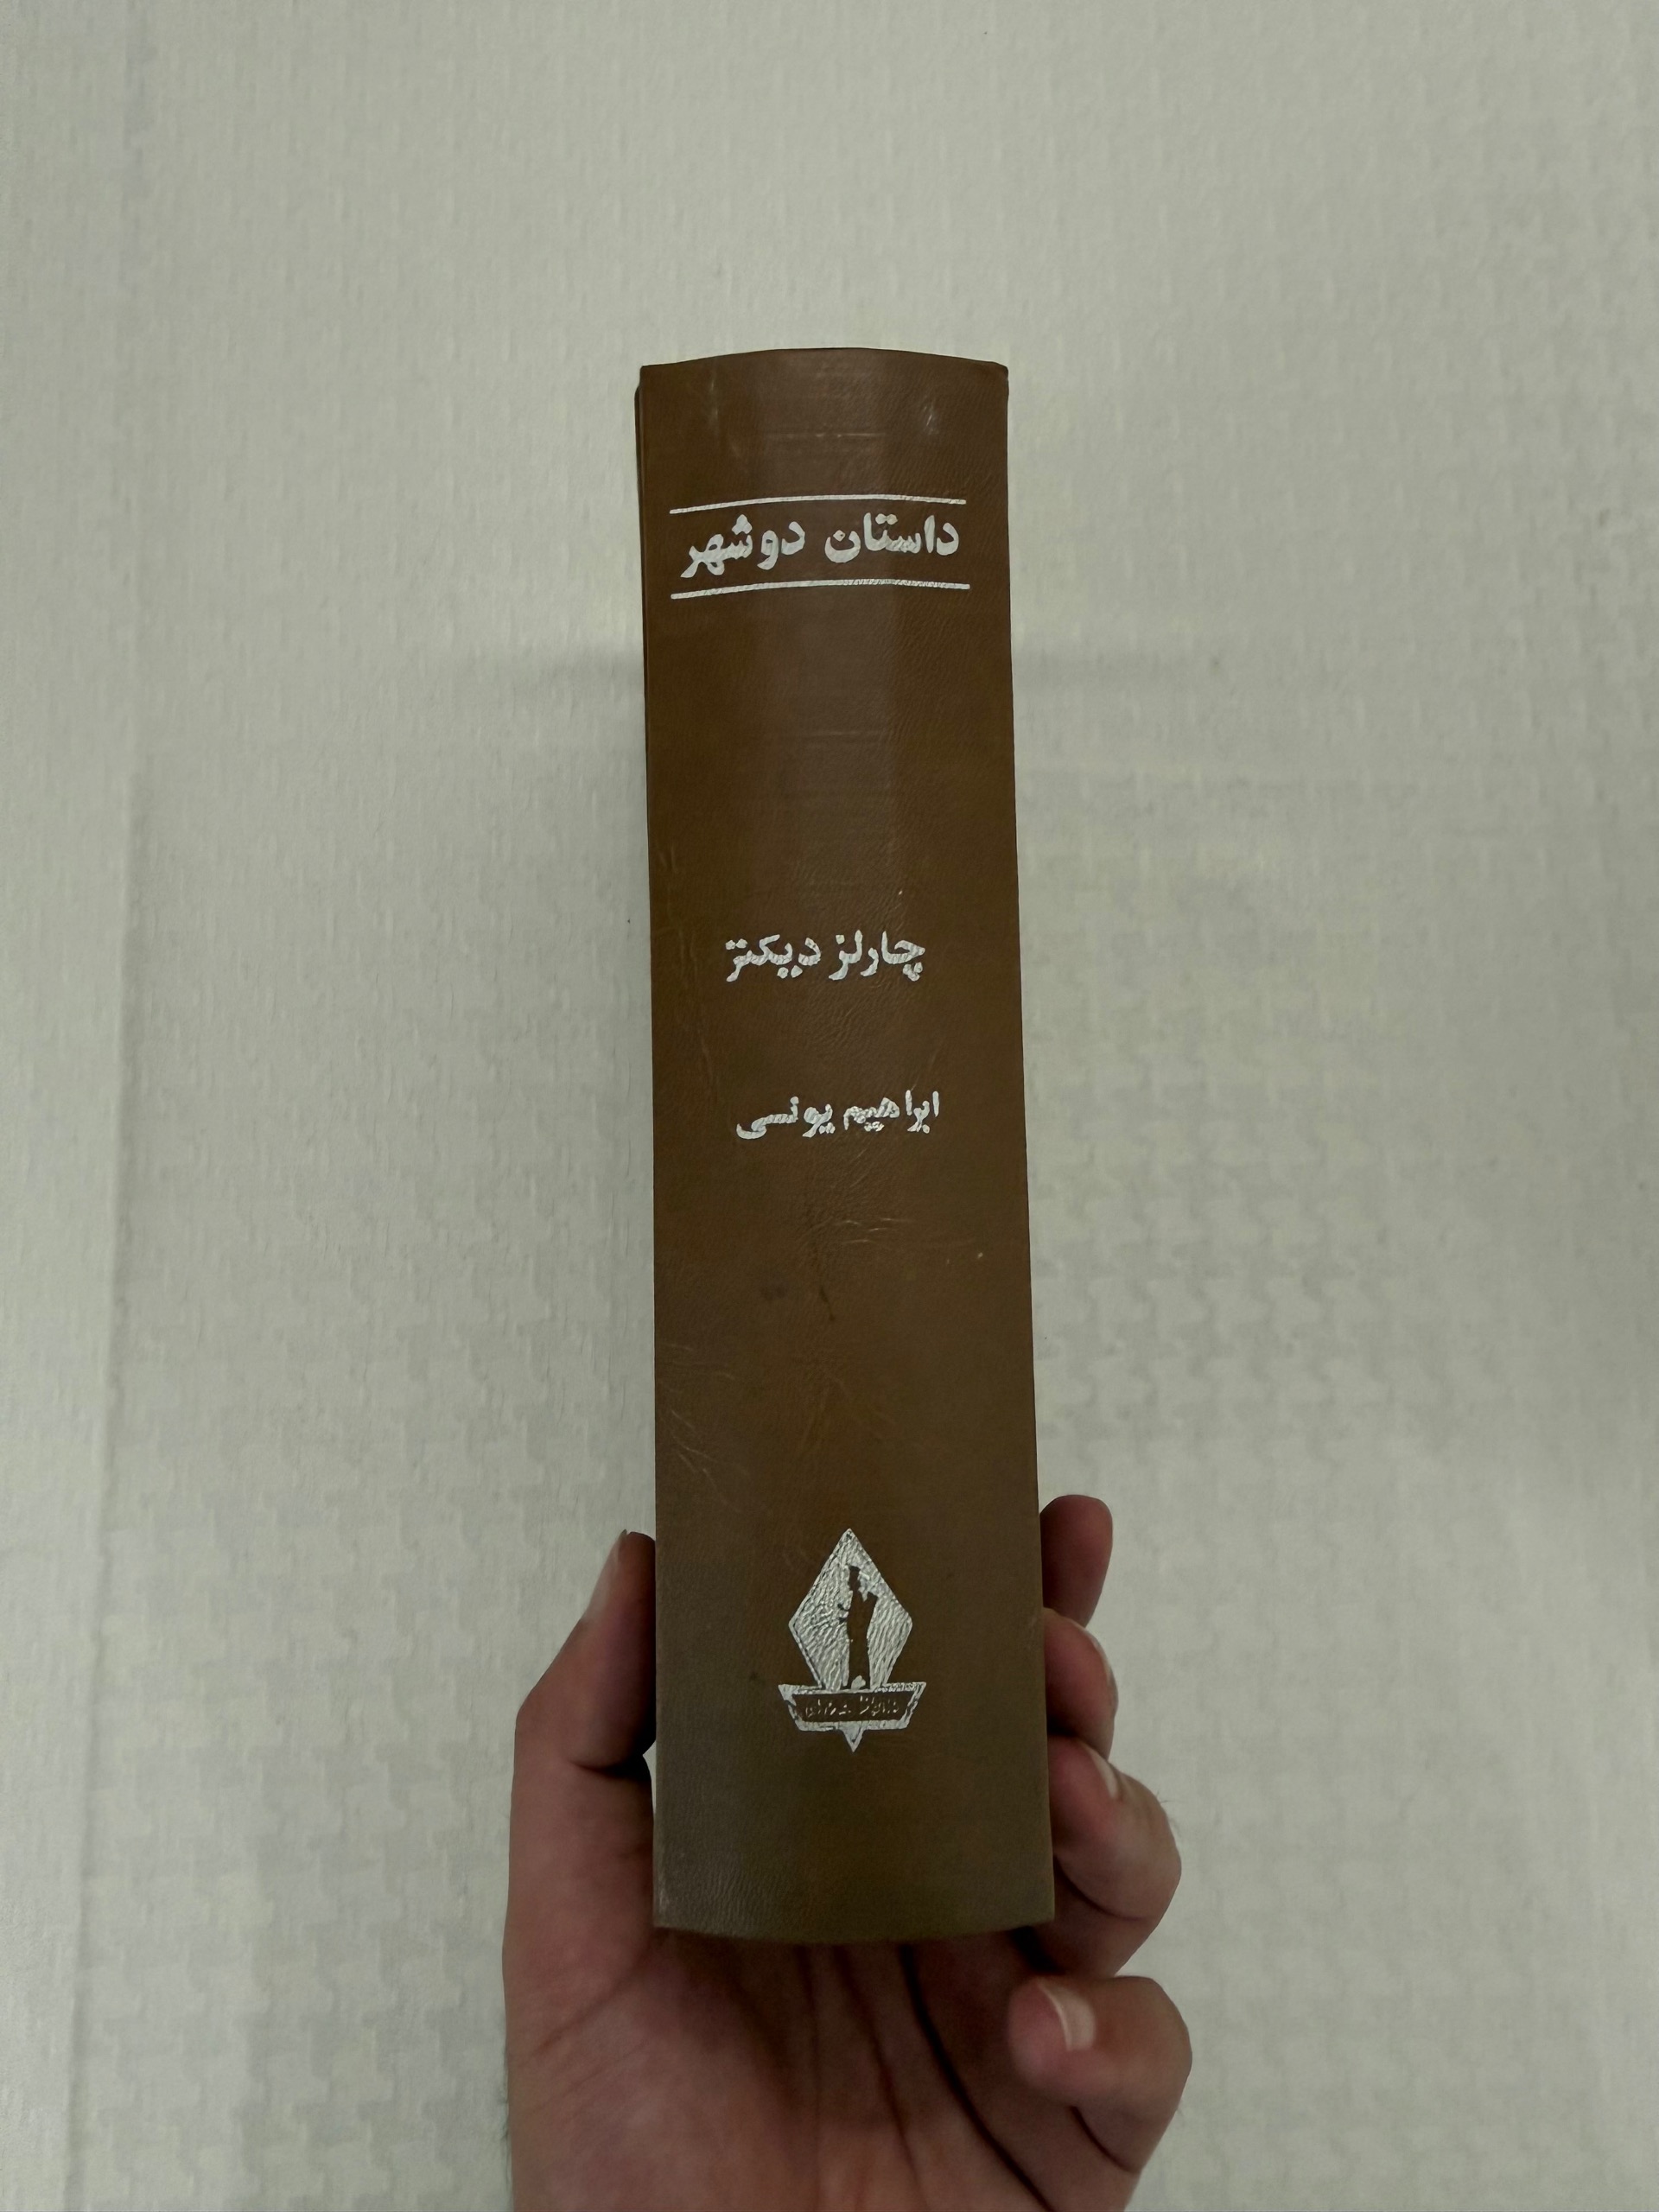 داستان دوشهر
چارلز دیکنز
ابراهیم یونسی